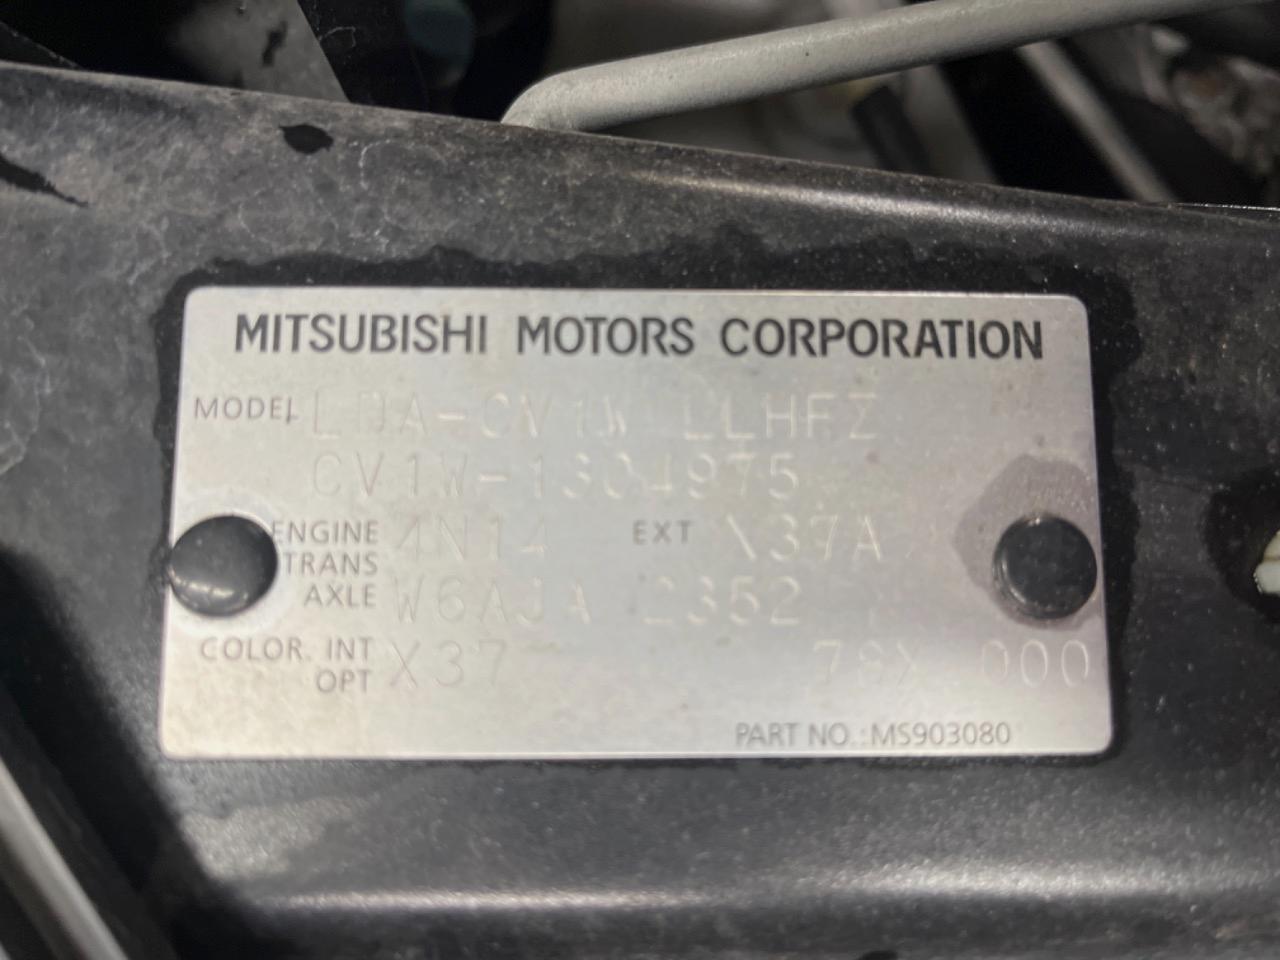 MITSUBISHI MOTORS CORPORATION
MODEL LDA-CV1W LLHFZ
CV1W-1304975
ENGINE 4N14 EXT X37A
TRANS
AXLE W6AJA 2352
COLOR. INT X37 78X 000
OPT
PART NO.:MS903080